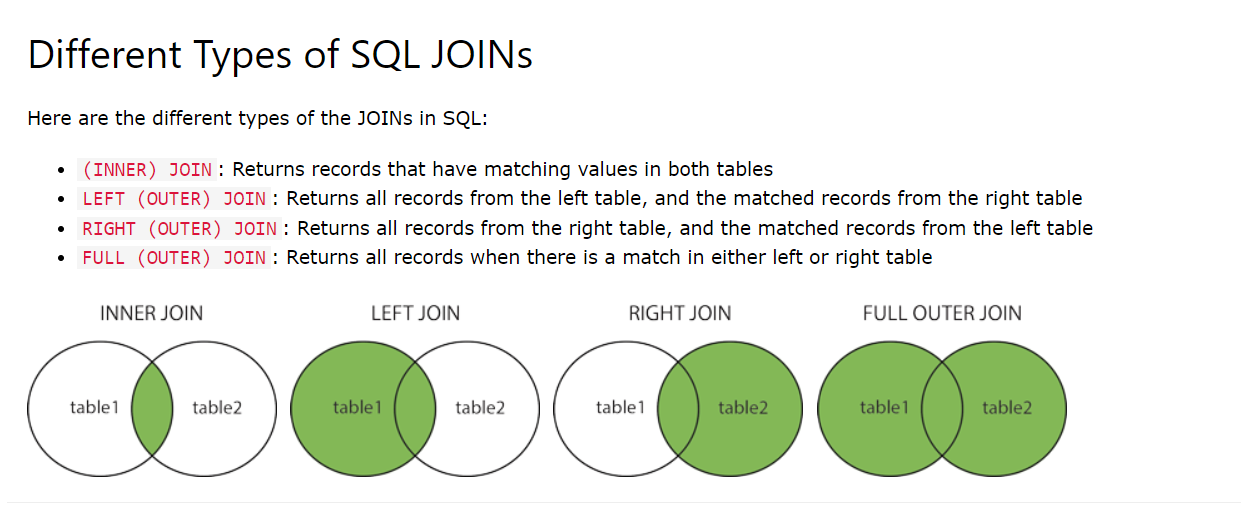 Different Types of SQL JOINs
Here are the different types of the JOINs in SQL:
(INNER) JOIN: Returns records that have matching values in both tables
LEFT (OUTER) JOIN: Returns all records from the left table, and the matched records from the right table
RIGHT (OUTER) JOIN: Returns all records from the right table, and the matched records from the left table
FULL (OUTER) JOIN: Returns all records when there is a match in either left or right table
INNER JOIN LEFT JOIN RIGHT JOIN FULL OUTER JOIN
table1 table2 table1 table2 table1 table2 table1 table2